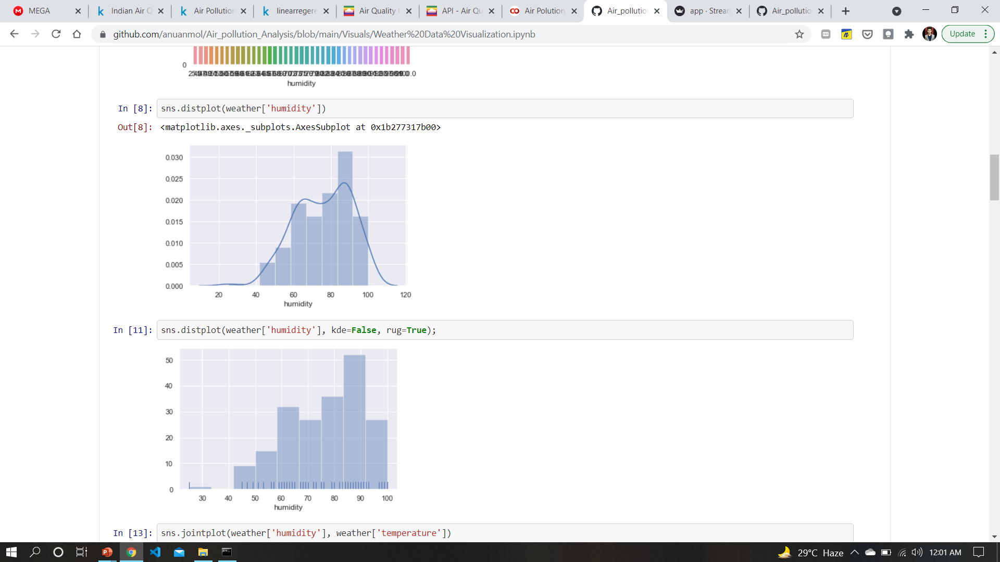 MEGA
Indian Air Q
Air Pollution
linearregere
Air Quality
API - Air Qu
Air Polution
Air_pollutio
app · Stream
Air_pollutio
github.com/anuanmol/Air_pollution_Analysis/blob/main/Visuals/Weather%20Data%20Visualization.ipynb
Update
0
humidity
In [8]:
sns.distplot(weather['humidity'])
Out[8]:
<matplotlib.axes._subplots.AxesSubplot at 0x1b277317b00>
0.030
0.025
0.020
0.015
0.010
0.005
0.000
20 40 60 80 100 120
humidity
In [11]:
sns.distplot(weather['humidity'], kde=False, rug=True);
50
40
30
20
10
0
30 40 50 60 70 80 90 100
humidity
In [13]:
sns.jointplot(weather['humidity'], weather['temperature'])
29°C Haze
12:01 AM